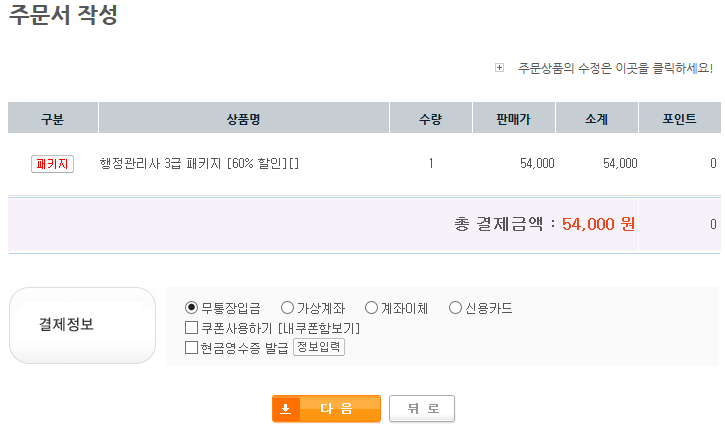 주문서 작성
주문상품의 수정은 이곳을 클릭하세요!
구분 상품명 수량 판매가 소계 포인트
패키지 행정관리사 3급 패키지 [60% 할인][] 1 54,000 54,000 0
총 결제금액 : 54,000 원 0
결제정보
무통장입금 가상계좌 계좌이체 신용카드
쿠폰사용하기 [내쿠폰함보기]
현금영수증 발급 정보입력
다 음 뒤 로